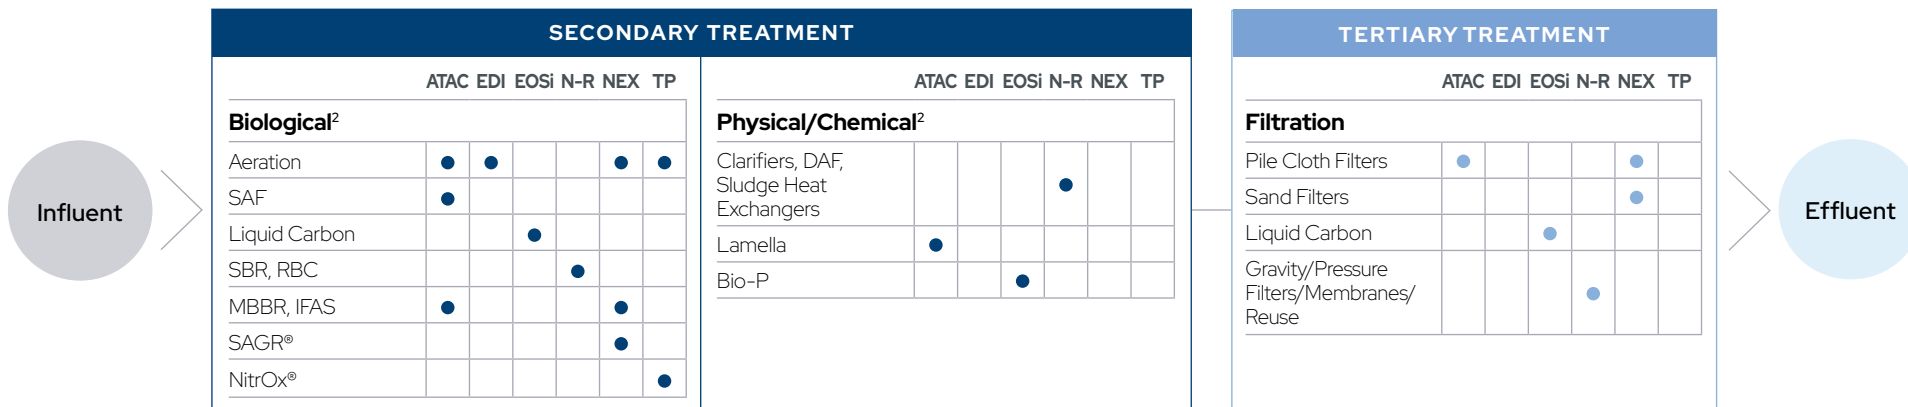 SECONDARY TREATMENT
TERTIARY TREATMENT
ATAC EDI EOSi N-R NEX TP
Biological²
Aeration
SAF
Liquid Carbon
SBR, RBC
MBBR, IFAS
SAGR®
NitrOx®
ATAC EDI EOSi N-R NEX TP
Physical/Chemical²
Clarifiers, DAF,
Sludge Heat
Exchangers
Lamella
Bio-P
ATAC EDI EOSi N-R NEX TP
Filtration
Pile Cloth Filters
Sand Filters
Liquid Carbon
Gravity/Pressure
Filters/Membranes/
Reuse
Influent
Effluent